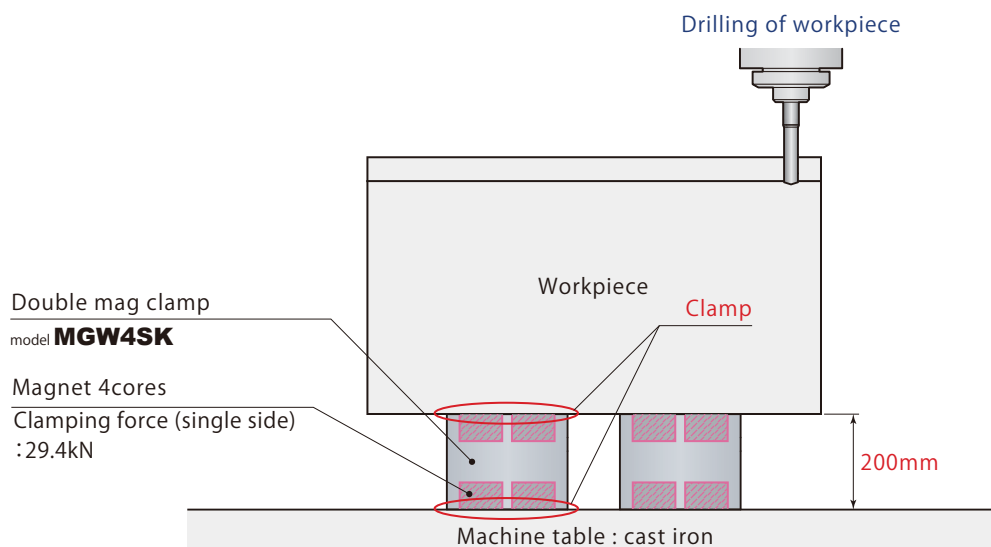 Drilling of workpiece
Workpiece
Double mag clamp
model MGW4SK
Clamp
Magnet 4cores
Clamping force (single side)
:29.4kN
200mm
Machine table : cast iron